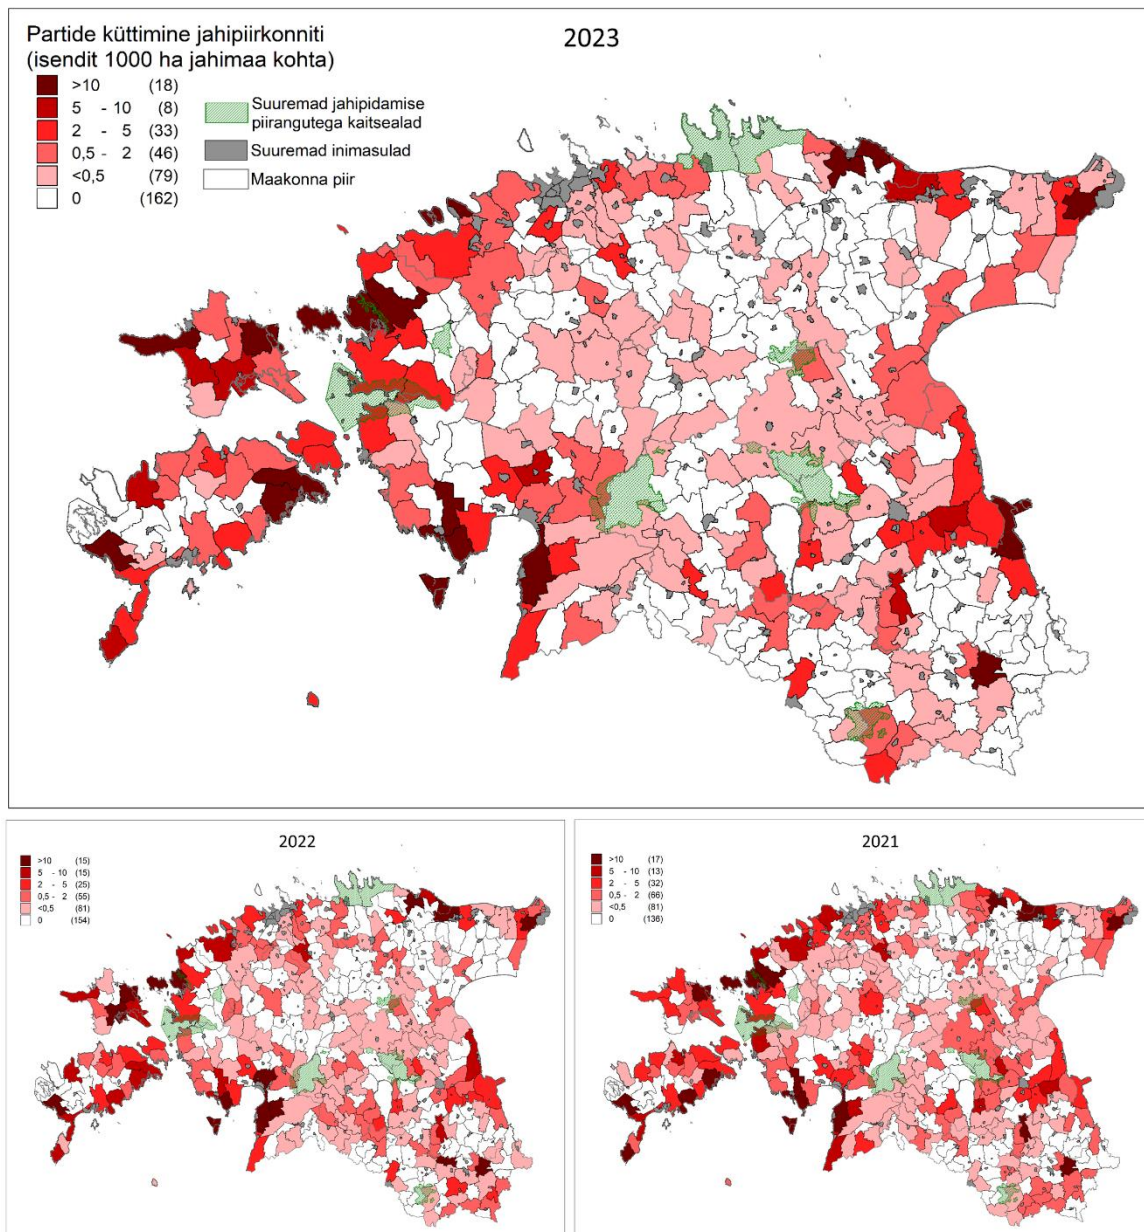 Partide küttimine jahipiirkonniti
(isendit 1000 ha jahimaa kohta)
2023
>10 (18)
5 - 10 (8)
2 - 5 (33)
0,5 - 2 (46)
<0,5 (79)
0 (162)
Suuremad jahipidamise
piirangutega kaitsealad
Suuremad inimasulad
Maakonna piir
2022
>10 (15)
5 - 10 (15)
2 - 5 (25)
0,5 - 2 (55)
<0,5 (81)
0 (154)
2021
>10 (17)
5 - 10 (13)
2 - 5 (32)
0,5 - 2 (66)
<0,5 (81)
0 (136)